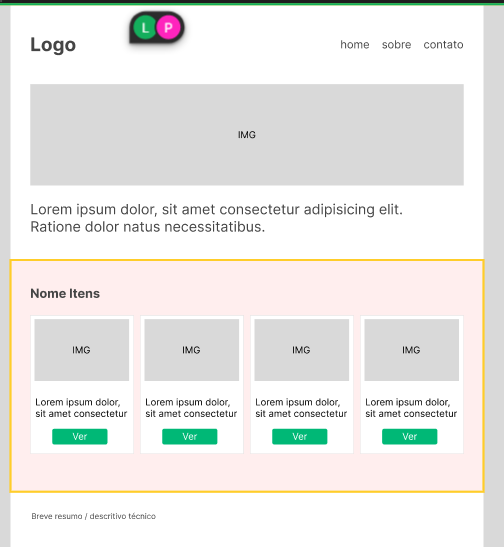 L P
Logo
home sobre contato
IMG
Lorem ipsum dolor, sit amet consectetur adipisicing elit.
Ratione dolor natus necessitatibus.
Nome Itens
IMG
Lorem ipsum dolor,
sit amet consectetur
Ver
IMG
Lorem ipsum dolor,
sit amet consectetur
Ver
IMG
Lorem ipsum dolor,
sit amet consectetur
Ver
IMG
Lorem ipsum dolor,
sit amet consectetur
Ver
Breve resumo / descritivo técnico